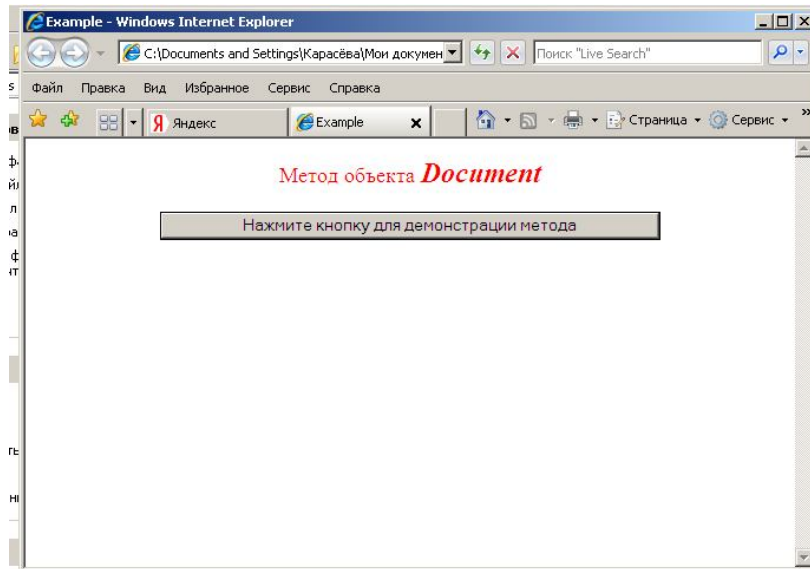 Example - Windows Internet Explorer
C:\Documents and Settings\Карасёва\Мои докумен
Поиск "Live Search"
Файл Правка Вид Избранное Сервис Справка
Яндекс Example Страница Сервис
Метод объекта Document
Нажмите кнопку для демонстрации метода